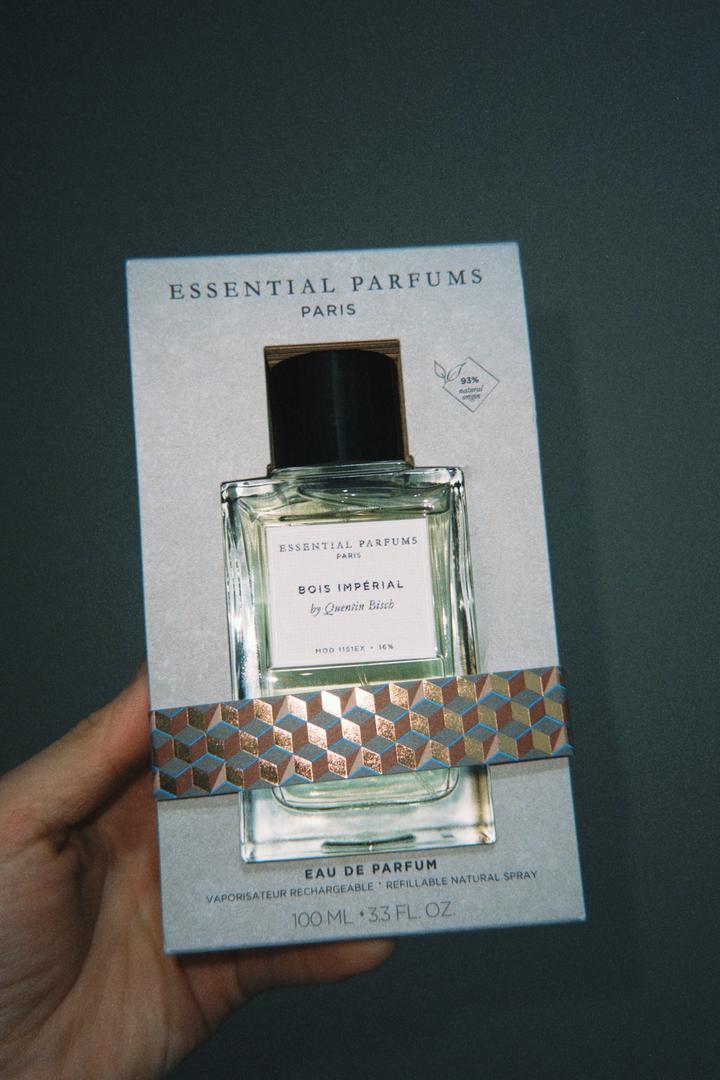 ESSENTIAL PARFUMS
PARIS
93%
natural
origin
ESSENTIAL PARFUMS
PARIS
BOIS IMPÉRIAL
by Quentin Bisch
MOD 1151EX • 16%
EAU DE PARFUM
VAPORISATEUR RECHARGEABLE • REFILLABLE NATURAL SPRAY
100 ML • 3.3 FL. OZ.